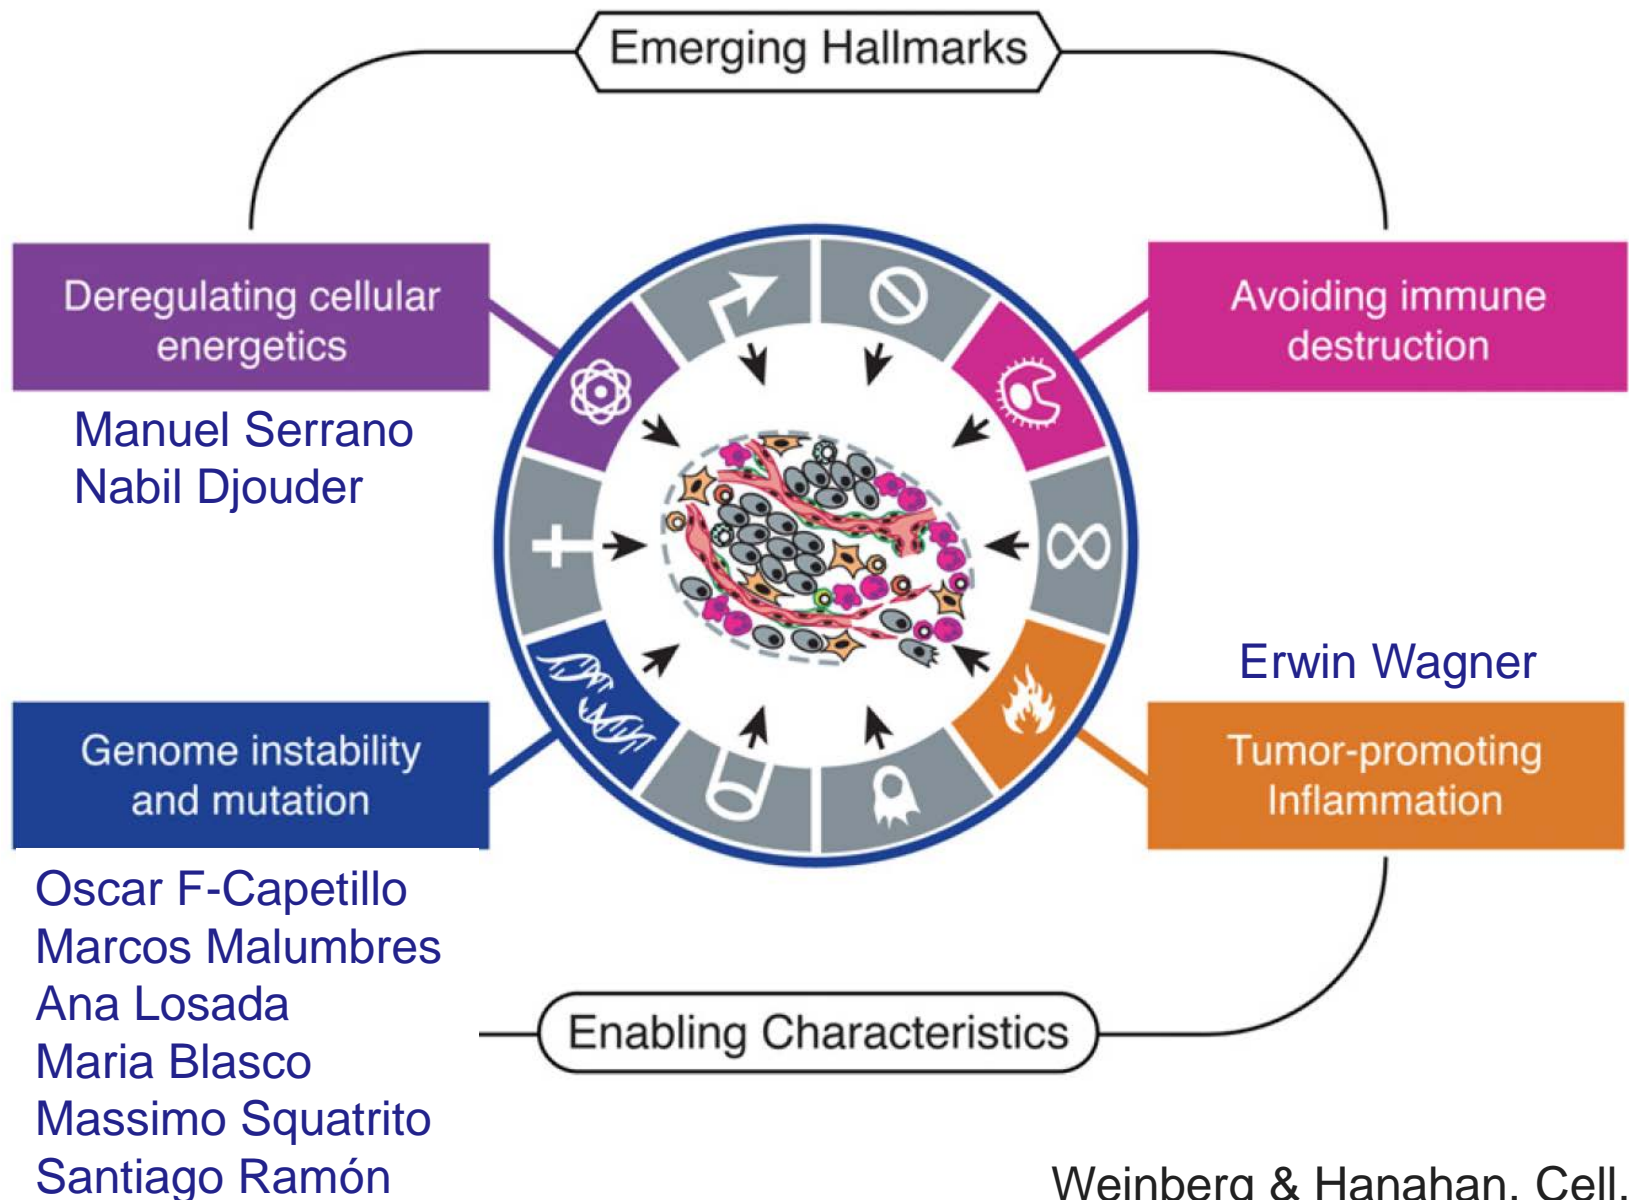 Emerging Hallmarks
Deregulating cellular
energetics
Avoiding immune
destruction
Manuel Serrano
Nabil Djouder
Erwin Wagner
Genome instability
and mutation
Tumor-promoting
Inflammation
Oscar F-Capetillo
Marcos Malumbres
Ana Losada
Maria Blasco
Massimo Squatrito
Santiago Ramón
Enabling Characteristics
Weinberg & Hanahan, Cell,